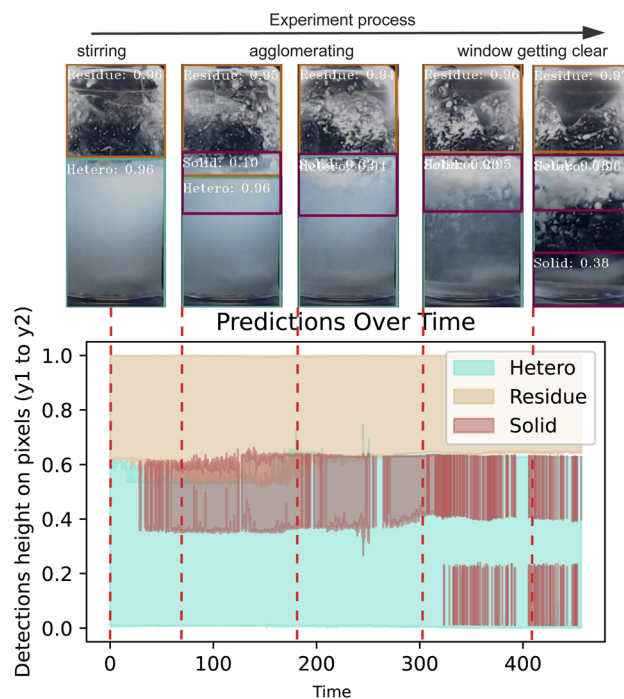 Experiment process
stirring
agglomerating
window getting clear
Residue: 0.96
Residue: 0.95
Residue: 0.94
Residue: 0.96
Residue: 0.97
Hetero: 0.96
Solid: 0.10
Hetero: 0.96
Solid: 0.38
Predictions Over Time
Detections height on pixels (y1 to y2)
1.0
0.8
0.6
0.4
0.2
0.0
Hetero
Residue
Solid
0
100
200
300
400
Time